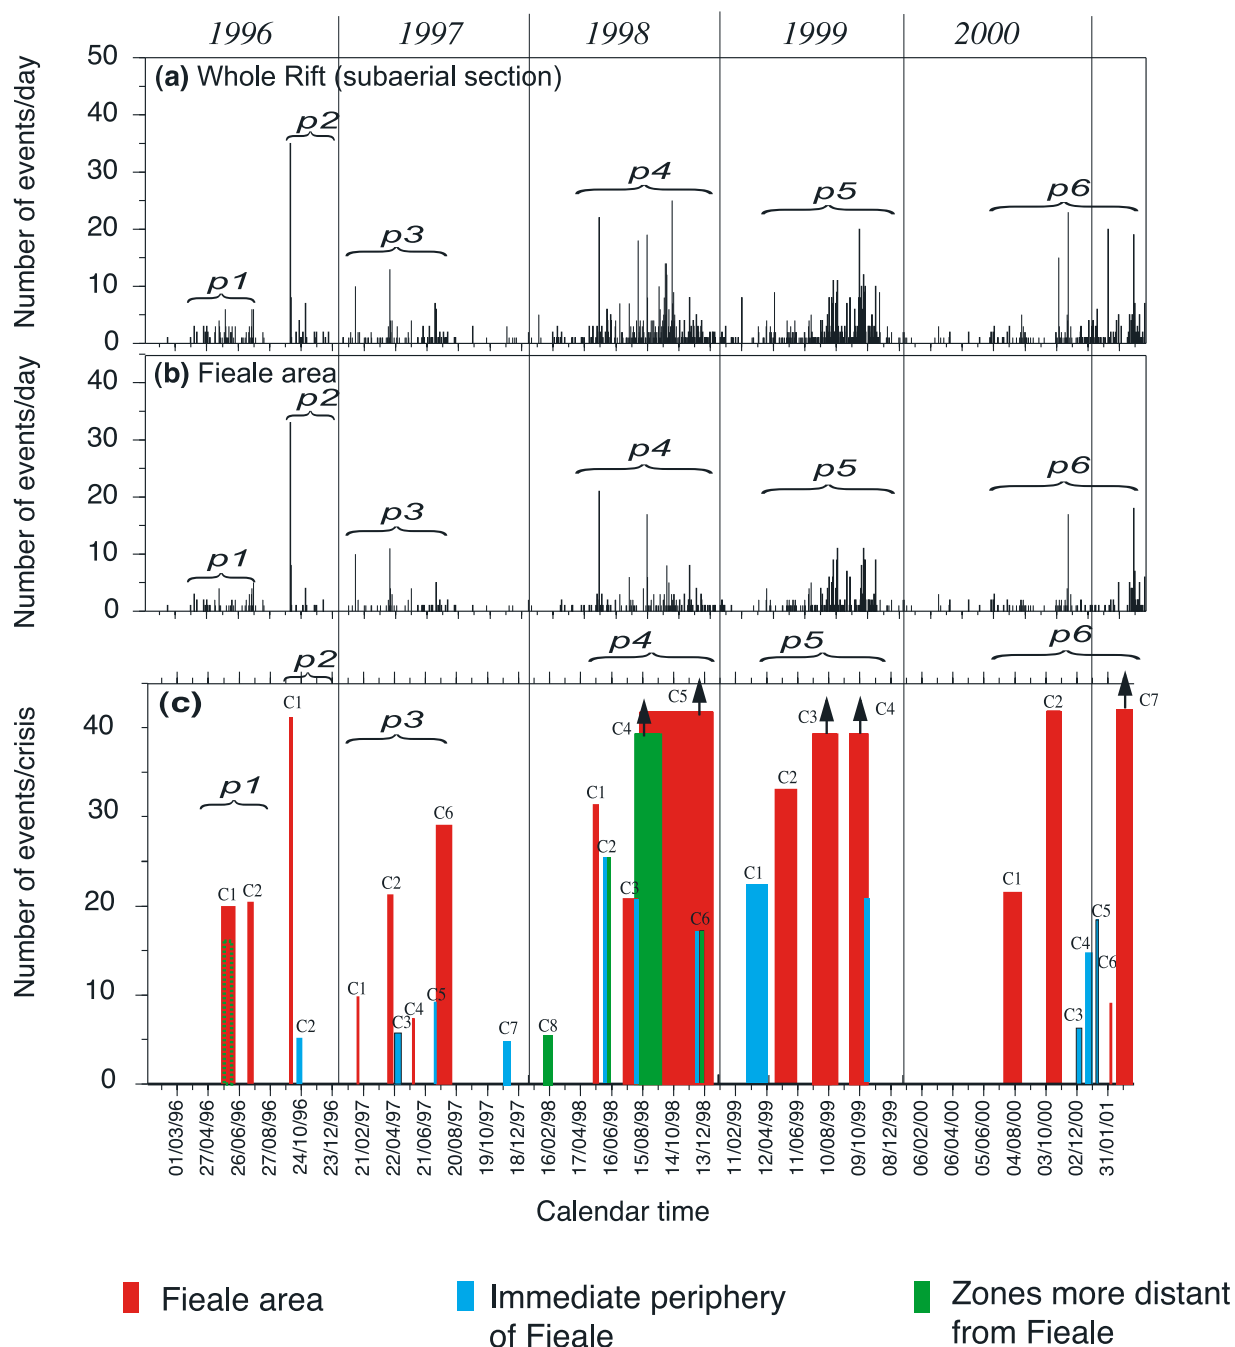 1996 1997 1998 1999 2000
Number of events/day
50
40
30
20
10
0
(a) Whole Rift (subaerial section)
p1 p2 p3 p4 p5 p6
Number of events/day
40
30
20
10
0
(b) Fieale area
p1 p2 p3 p4 p5 p6
Number of events/crisis
40
30
20
10
0
(c)
p1 p2 p3 p4 p5 p6
C1 C2
C1 C2
C1 C2 C3 C4 C5 C6 C7 C8
C1 C2 C3 C4 C5 C6
C1 C2 C3 C4
C1 C2 C3 C4 C5 C6 C7
01/03/96
27/04/96
26/06/96
27/08/96
24/10/96
23/12/96
21/02/97
22/04/97
21/06/97
20/08/97
19/10/97
18/12/97
16/02/98
17/04/98
16/06/98
15/08/98
14/10/98
13/12/98
11/02/99
12/04/99
11/06/99
10/08/99
09/10/99
08/12/99
06/02/00
06/04/00
05/06/00
04/08/00
03/10/00
02/12/00
31/01/01
Calendar time
Fieale area
Immediate periphery
of Fieale
Zones more distant
from Fieale